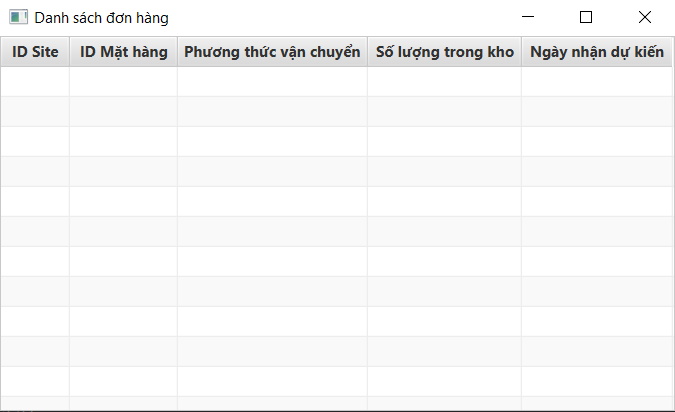 Danh sách đơn hàng
ID Site ID Mặt hàng Phương thức vận chuyển Số lượng trong kho Ngày nhận dự kiến